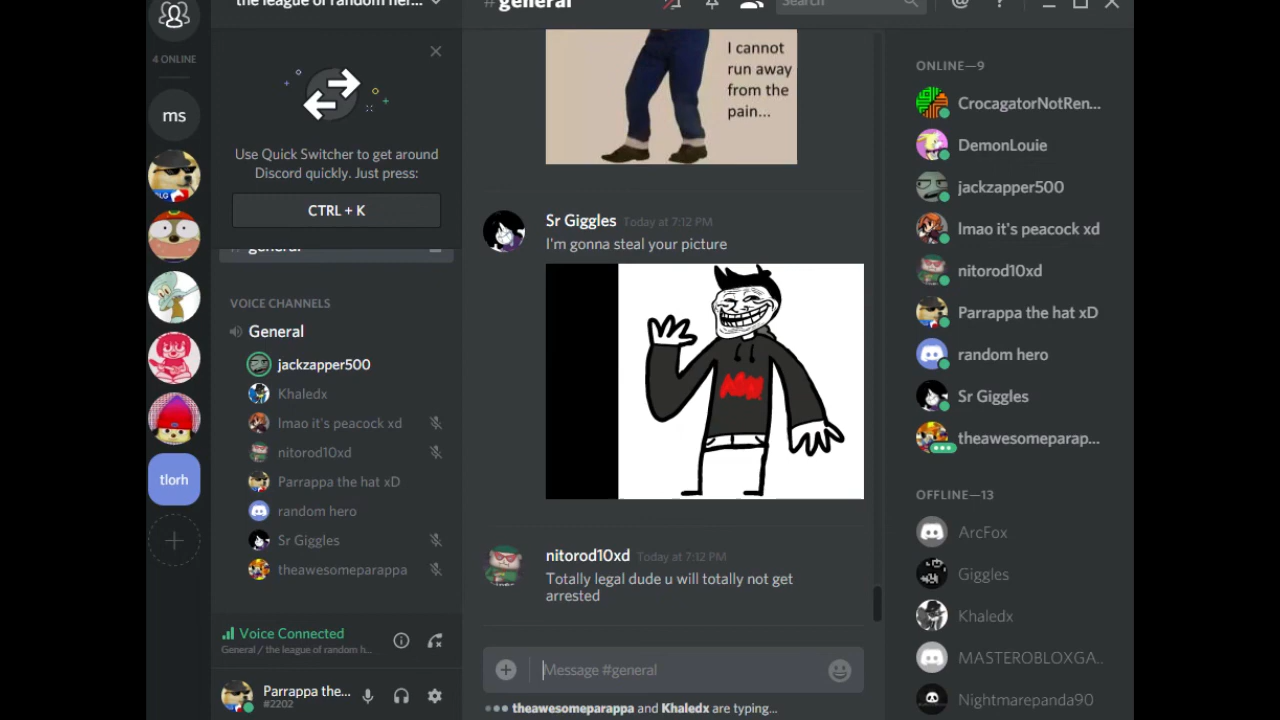 the league of random her...
#general
Search
4 ONLINE
ms
tlorh
Use Quick Switcher to get around
Discord quickly. Just press:
CTRL + K
general
VOICE CHANNELS
General
jackzapper500
Khaledx
lmao it's peacock xd
nitorod10xd
Parrappa the hat xD
random hero
Sr Giggles
theawesomeparappa
Voice Connected
General / the league of random h...
Parrappa the...
#2202
I cannot
run away
from the
pain...
Sr Giggles Today at 7:12 PM
I'm gonna steal your picture
nitorod10xd Today at 7:12 PM
Totally legal dude u will totally not get
arrested
Message #general
theawesomeparappa and Khaledx are typing...
ONLINE—9
CrocagatorNotRen...
DemonLouie
jackzapper500
lmao it's peacock xd
nitorod10xd
Parrappa the hat xD
random hero
Sr Giggles
theawesomeparap...
OFFLINE—13
ArcFox
Giggles
Khaledx
MASTEROBLOXGA..
Nightmarepanda90